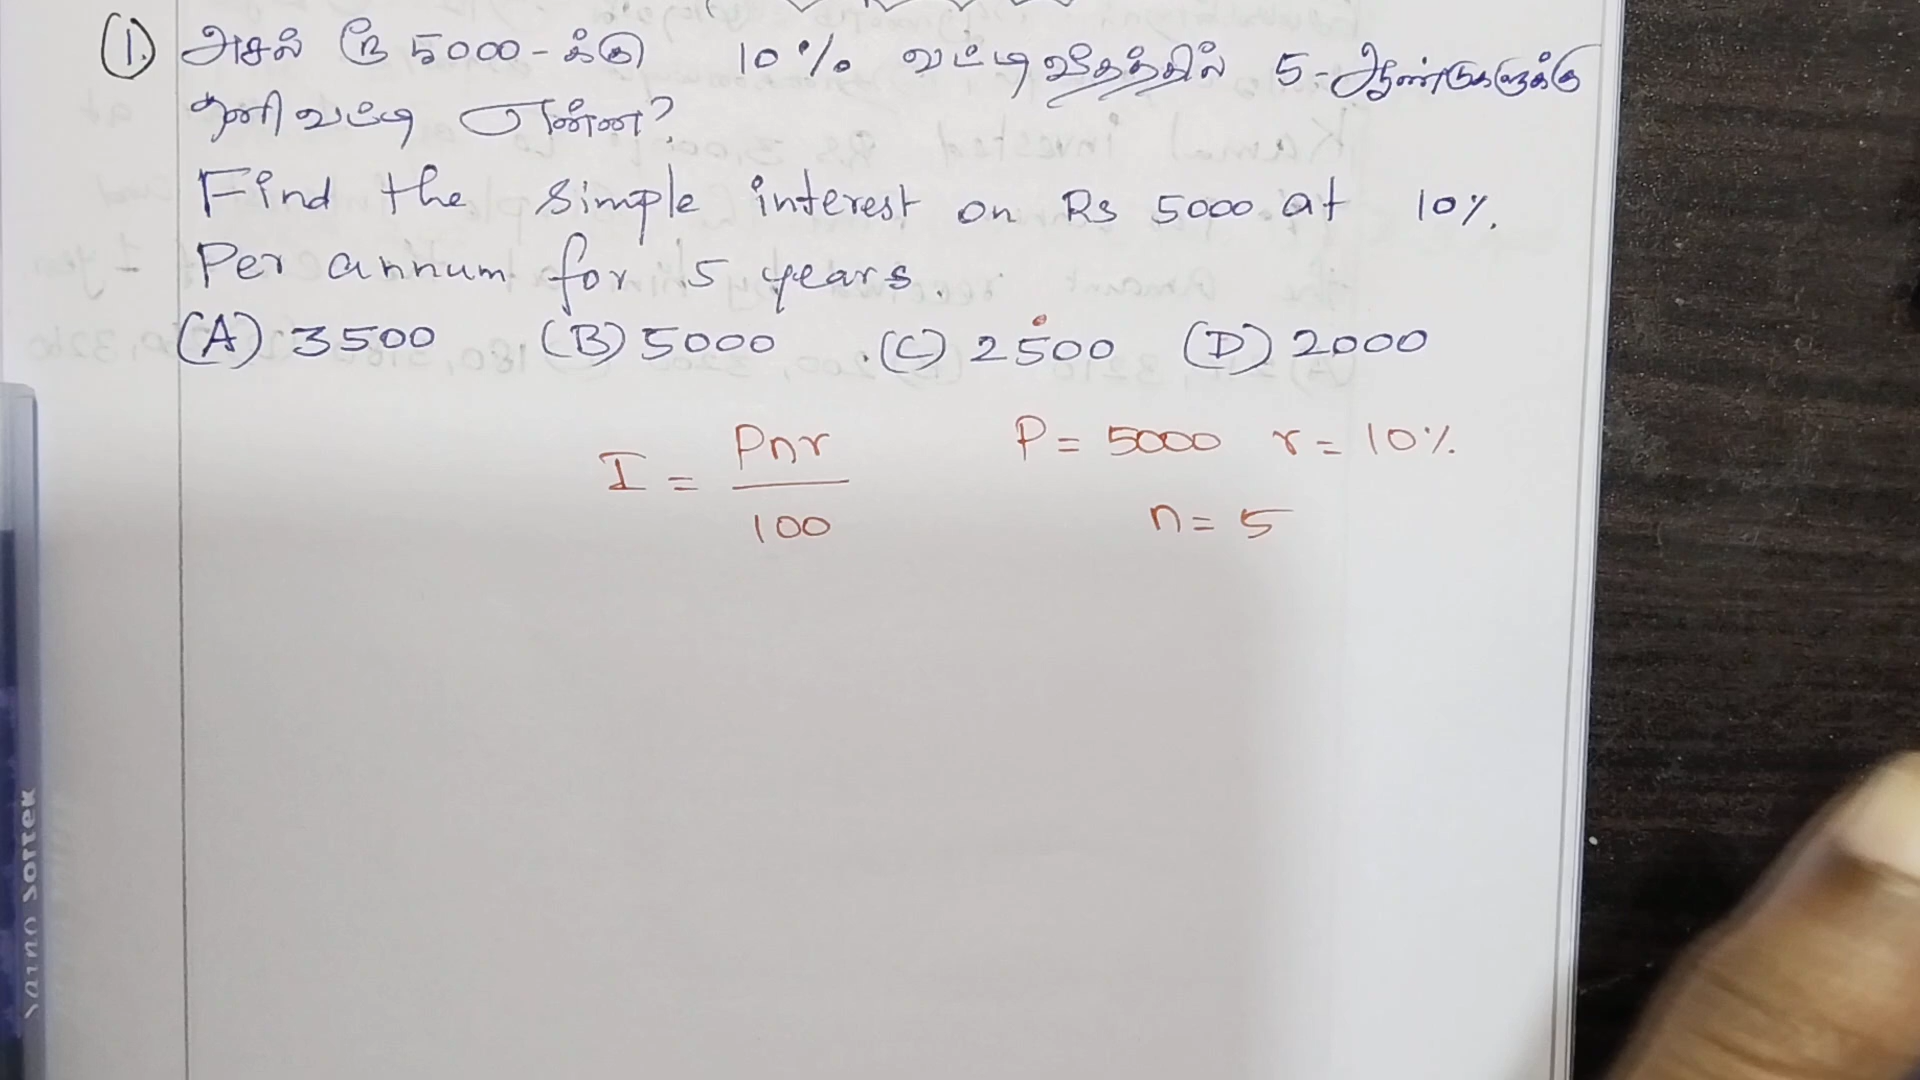 1. அசல் ரூ 5000-க்கு 10% வட்டிவீதத்தில் 5-ஆண்டுகளுக்கு
தனிவட்டி என்ன?
Find the simple interest on Rs 5000 at 10%
Per annum for 5 years.
(A) 3500 (B) 5000 (C) 2500 (D) 2000
I = Pnr / 100 P = 5000 r = 10%
n = 5